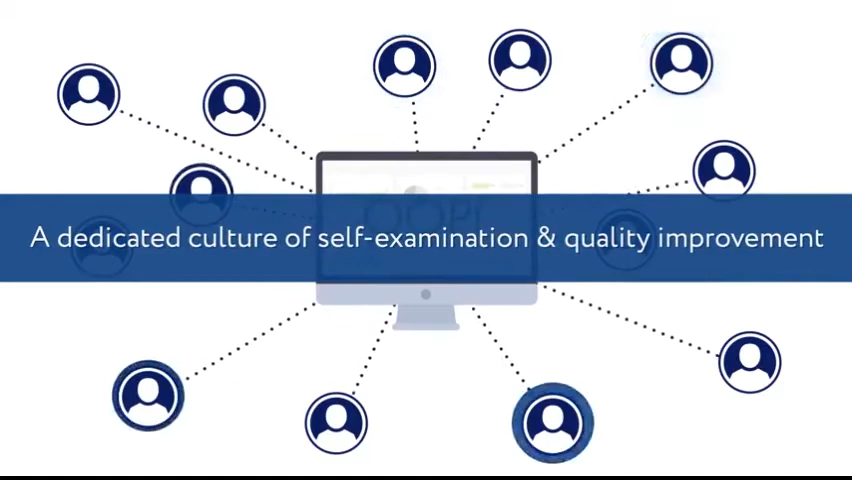 A dedicated culture of self-examination & quality improvement